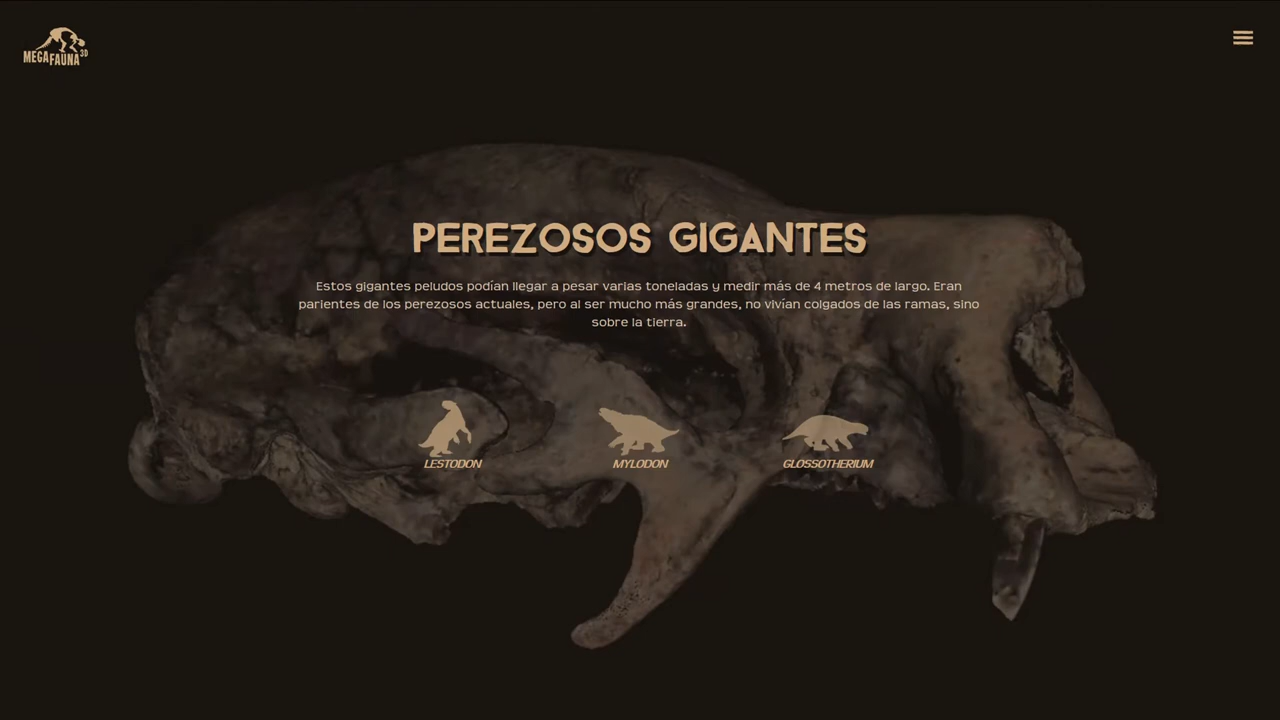 MEGAFAUNA 3D
PEREZOSOS GIGANTES
Estos gigantes peludos podían llegar a pesar varias toneladas y medir más de 4 metros de largo. Eran
parientes de los perezosos actuales, pero al ser mucho más grandes, no vivían colgados de las ramas, sino
sobre la tierra.
LESTODON
MYLODON
GLOSSOTHERIUM